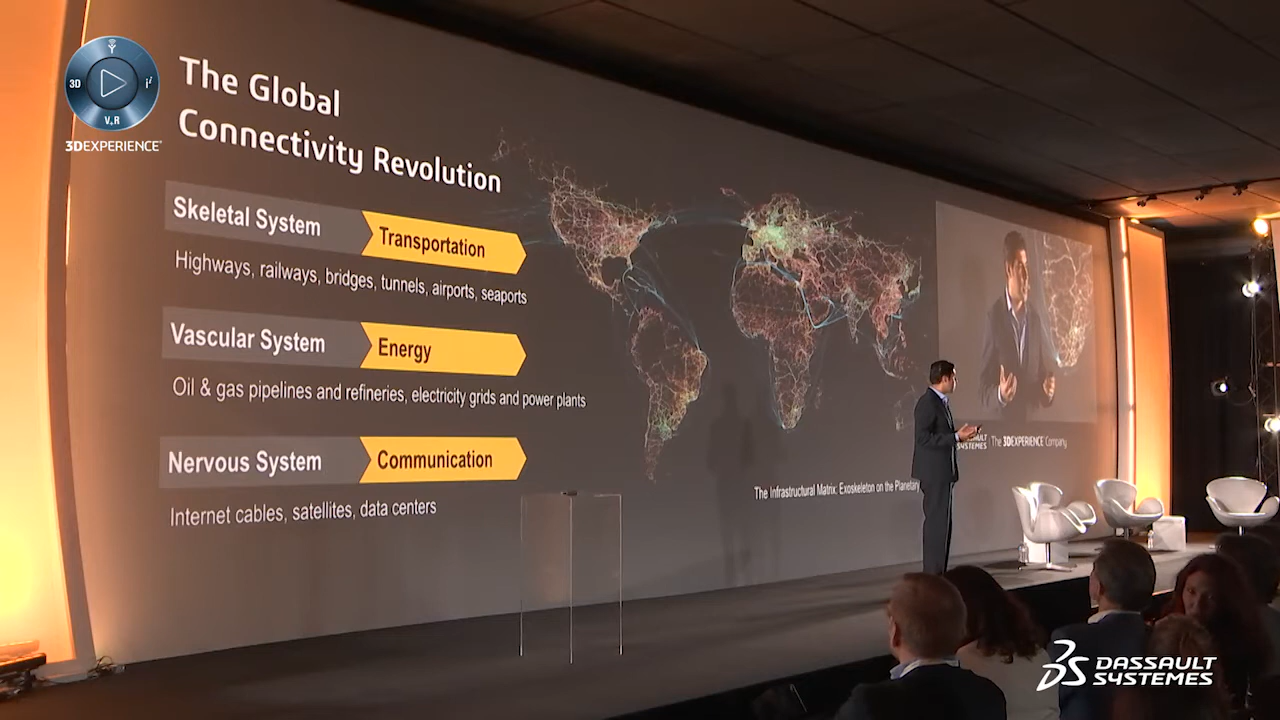 3D
i²
V,R
3DEXPERIENCE
The Global
Connectivity Revolution
Skeletal System
Transportation
Highways, railways, bridges, tunnels, airports, seaports
Vascular System
Energy
Oil & gas pipelines and refineries, electricity grids and power plants
Nervous System
Communication
Internet cables, satellites, data centers
The Infrastructural Matrix: Exoskeleton on the Planetary
SYSTEMES
The 3DEXPERIENCE Company
DASSAULT
SYSTEMES